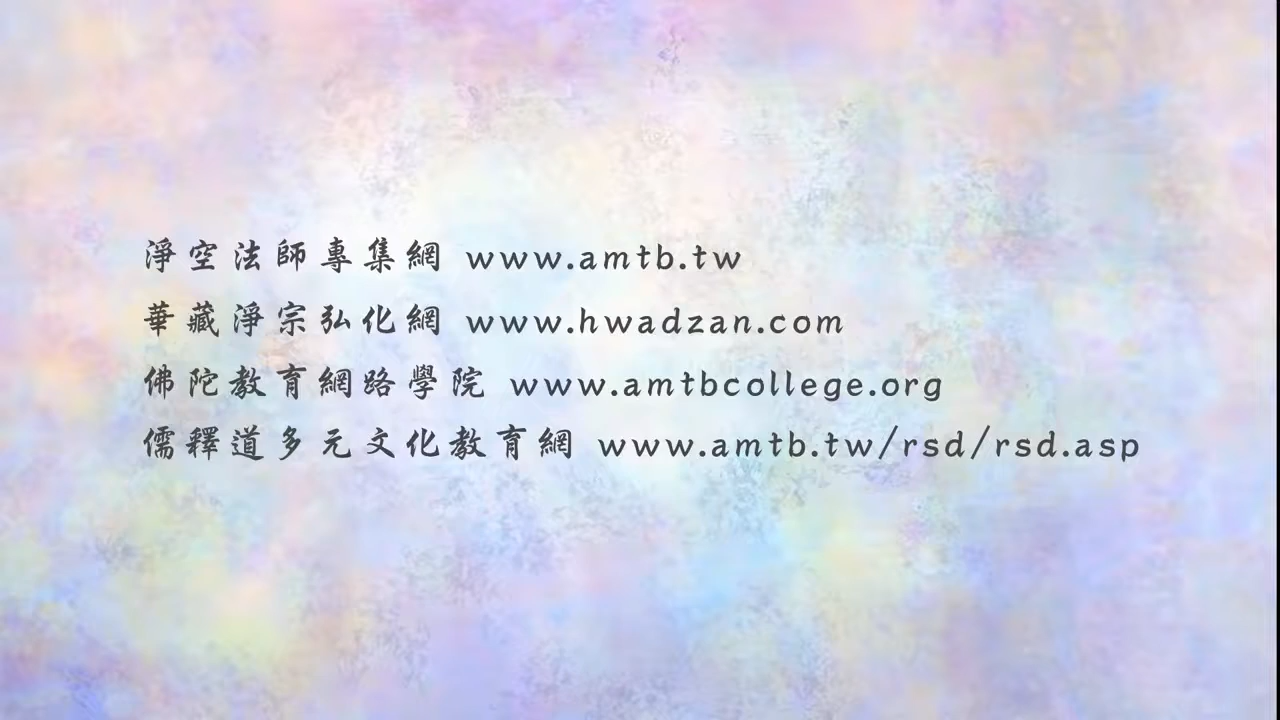 淨空法師專集網 www.amtb.tw
華藏淨宗弘化網 www.hwadzan.com
佛陀教育網路學院 www.amtbcollege.org
儒釋道多元文化教育網 www.amtb.tw/rsd/rsd.asp